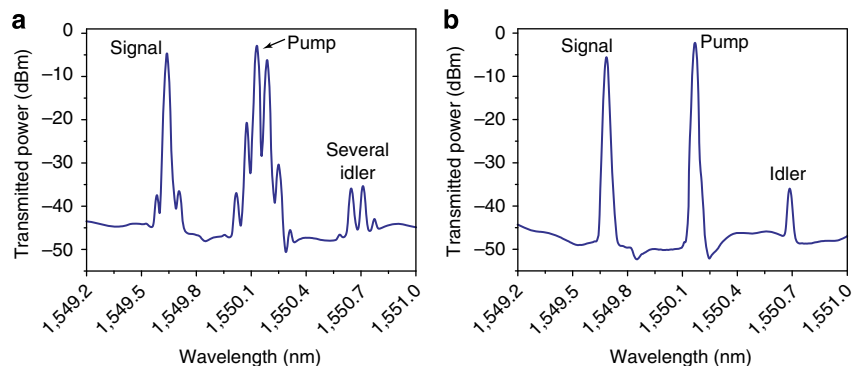 a
Signal
Pump
Several
idler
0
−10
−20
−30
−40
−50
Transmitted power (dBm)
1,549.2
1,549.5
1,549.8
1,550.1
1,550.4
1,550.7
1,551.0
Wavelength (nm)
b
Signal
Pump
Idler
0
−10
−20
−30
−40
−50
Transmitted power (dBm)
1,549.2
1,549.5
1,549.8
1,550.1
1,550.4
1,550.7
1,551.0
Wavelength (nm)